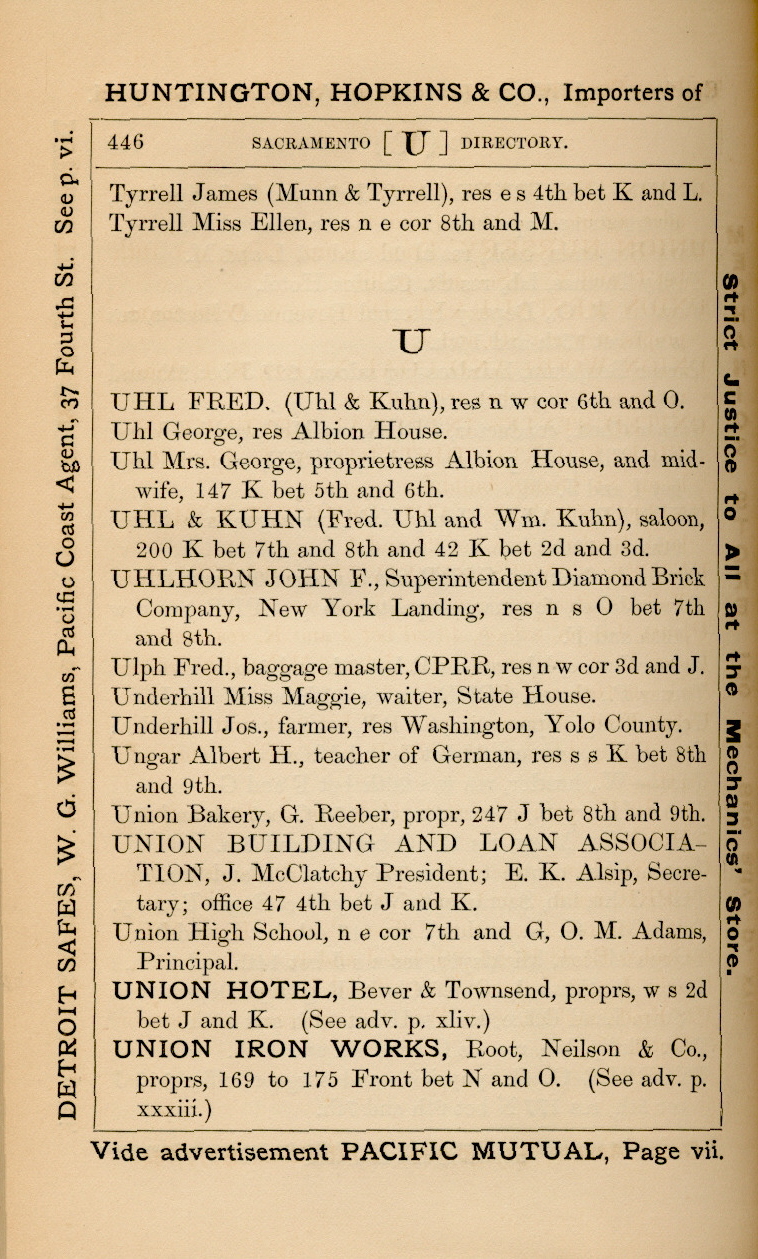 HUNTINGTON, HOPKINS & CO., Importers of
446 SACRAMENTO [ U ] DIRECTORY.
Tyrrell James (Munn & Tyrrell), res e s 4th bet K and L.
Tyrrell Miss Ellen, res n e cor 8th and M.
U
UHL FRED. (Uhl & Kuhn), res n w cor 6th and O.
Uhl George, res Albion House.
Uhl Mrs. George, proprietress Albion House, and mid-
wife, 147 K bet 5th and 6th.
UHL & KUHN (Fred. Uhl and Wm. Kuhn), saloon,
200 K bet 7th and 8th and 42 K bet 2d and 3d.
UHLHORN JOHN F., Superintendent Diamond Brick
Company, New York Landing, res n s O bet 7th
and 8th.
Ulph Fred., baggage master, CPRR, res n w cor 3d and J.
Underhill Miss Maggie, waiter, State House.
Underhill Jos., farmer, res Washington, Yolo County.
Ungar Albert H., teacher of German, res s s K bet 8th
and 9th.
Union Bakery, G. Reeber, propr, 247 J bet 8th and 9th.
UNION BUILDING AND LOAN ASSOCIA-
TION, J. McClatchy President; E. K. Alsip, Secre-
tary; office 47 4th bet J and K.
Union High School, n e cor 7th and G, O. M. Adams,
Principal.
UNION HOTEL, Bever & Townsend, proprs, w s 2d
bet J and K. (See adv. p. xliv.)
UNION IRON WORKS, Root, Neilson & Co.,
proprs, 169 to 175 Front bet N and O. (See adv. p.
xxxiii.)
Vide advertisement PACIFIC MUTUAL, Page vii.
DETROIT SAFES, W. G. Williams, Pacific Coast Agent, 37 Fourth St. See p. vi.
Strict Justice to All at the Mechanics' Store.